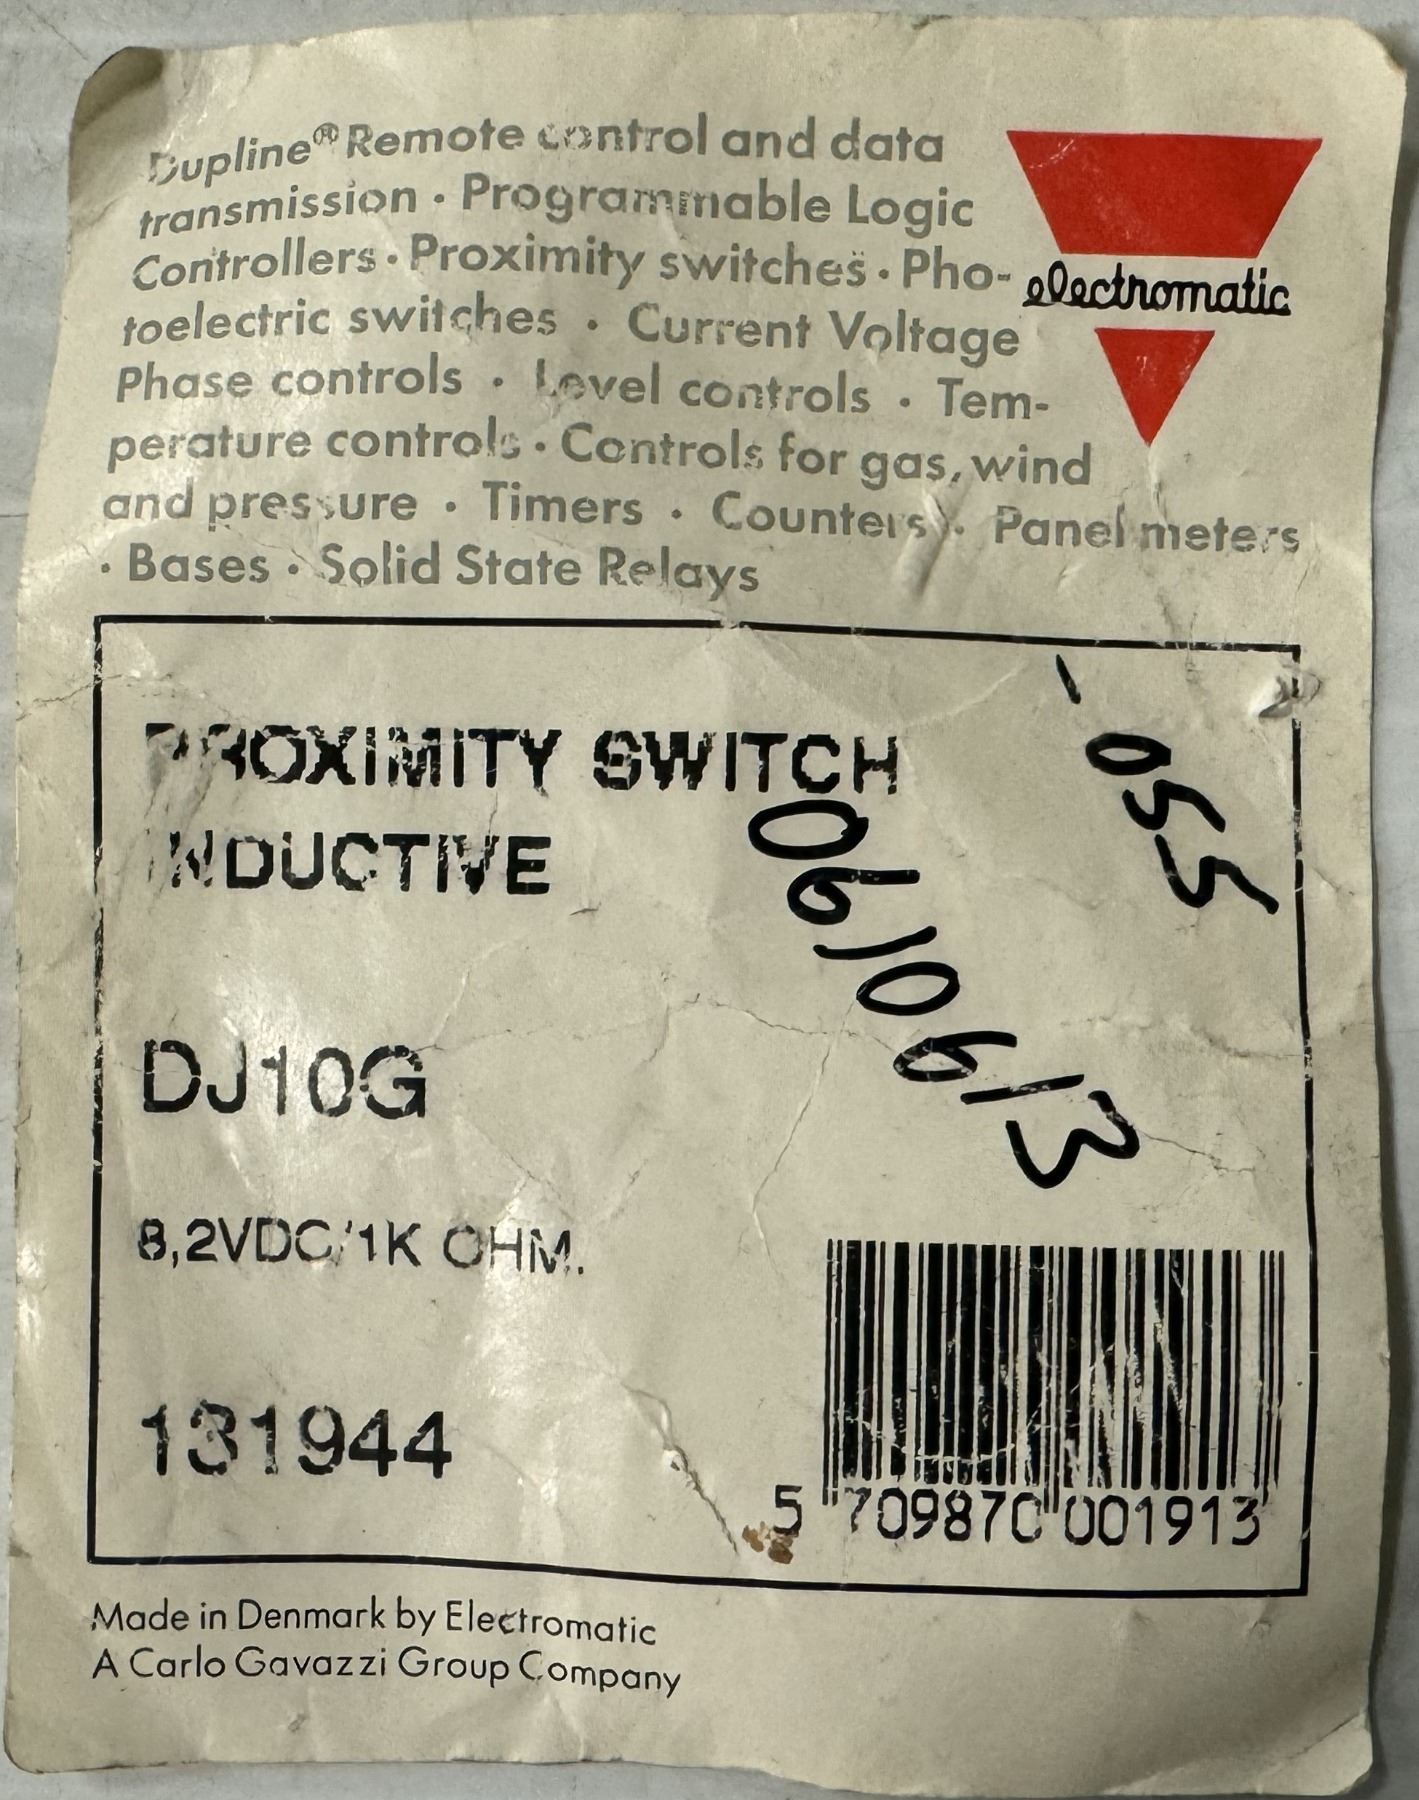 Dupline® Remote control and data
transmission · Programmable Logic
Controllers · Proximity switches · Pho-
toelectric switches · Current Voltage
Phase controls · Level controls · Tem-
perature controls · Controls for gas, wind
and pressure · Timers · Counters · Panel meters
· Bases · Solid State Relays
electromatic
PROXIMITY SWITCH
INDUCTIVE
- 055
06/06/3
DJ10G
8,2VDC/1K OHM.
131944
5 709870 001913
Made in Denmark by Electromatic
A Carlo Gavazzi Group Company